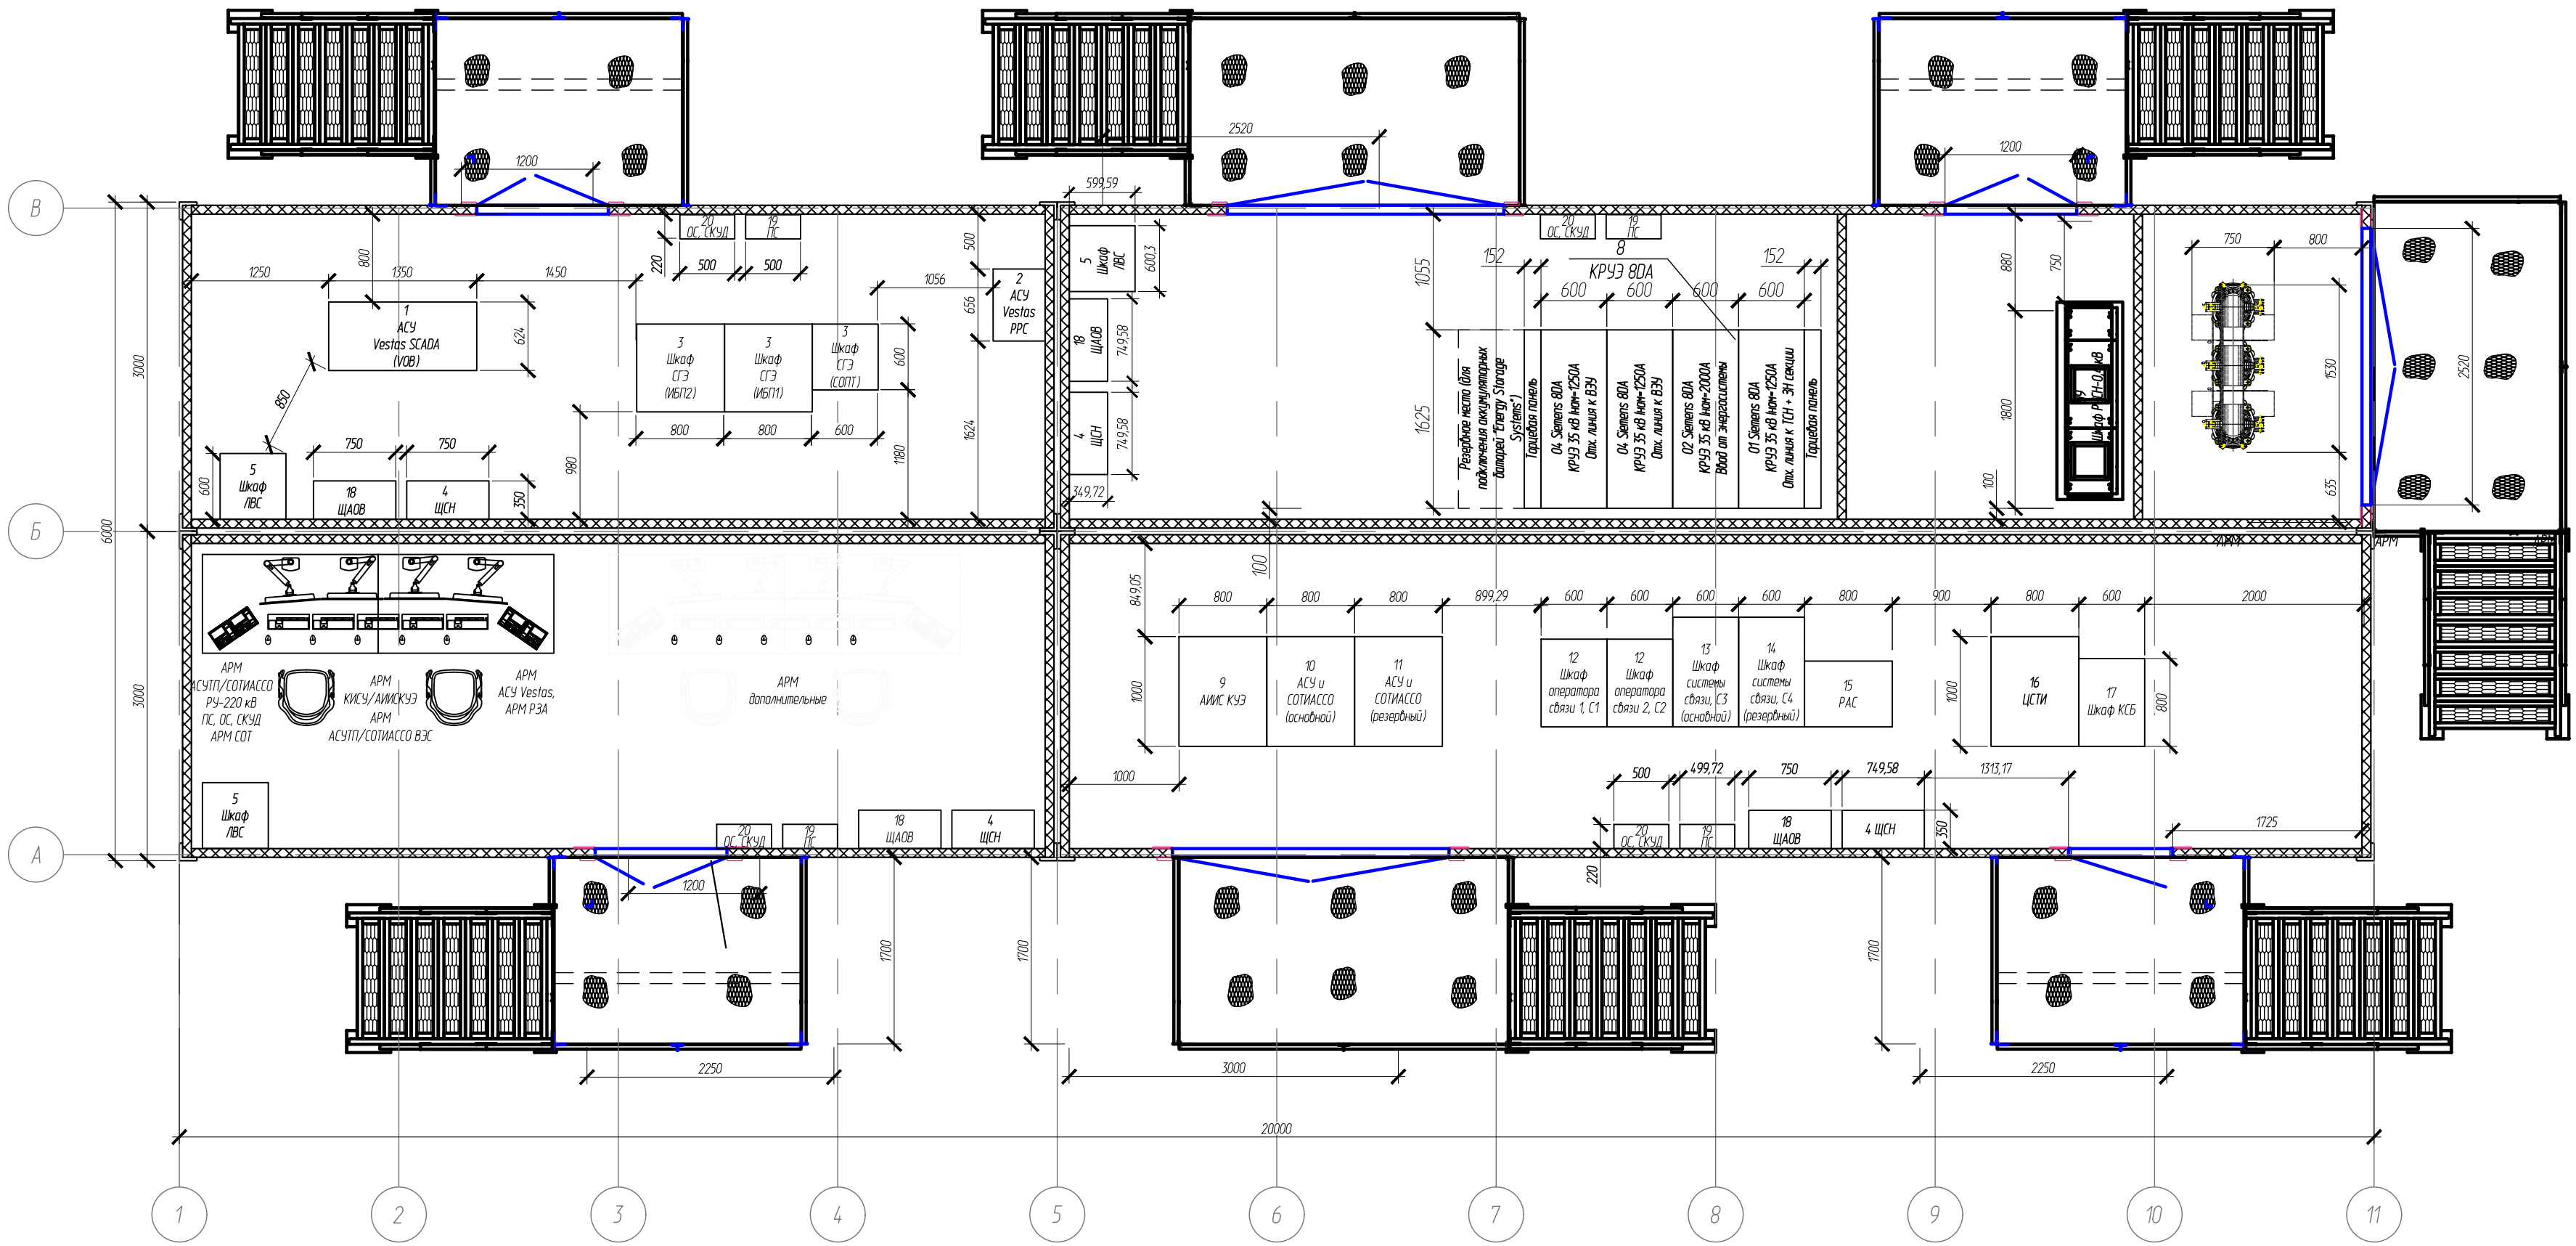 2520
1200
1200
В
599,59
20
ОС, СКУД
19
ПС
220
500
500
800
500
1250
1350
1450
1056
656
1624
2
АСУ
Vestas
PPC
1
АСУ
Vestas SCADA
(VOB)
624
850
3
Шкаф
СГЭ
(ИБП2)
3
Шкаф
СГЭ
(ИБП1)
3
Шкаф
СГЭ
(СОПТ)
600
1180
800
800
600
980
750
750
5
Шкаф
ЛВС
600
18
ЩАОВ
4
ЩСН
350
3000
6000
3000
5
Шкаф
ЛВС
600,3
18
ЩАОВ
749,58
4
ЩСН
749,58
349,72
1055
1625
100
20
ОС, СКУД
19
ПС
8
КРУЭ 8DA
152
152
600
600
600
600
Резервное место (для
подключения аккумуляторных
батарей "Energy Storage
Systems")
Торцевая панель
04 Siemens 8DA
КРУЭ 35 кВ Iном=1250А
Отх. линия к ВЭУ
04 Siemens 8DA
КРУЭ 35 кВ Iном=1250А
Отх. линия к ВЭУ
02 Siemens 8DA
КРУЭ 35 кВ Iном=2000А
Ввод от энергосистемы
01 Siemens 8DA
КРУЭ 35 кВ Iном=1250А
Отх. линия к ТСН + ЗН секции
Торцевая панель
880
750
1800
100
Шкаф РУСН-0,4 кВ
750
800
1530
635
2520
Б
АРМ
АРМ
АРМ
АРМ
АСУТП/СОТИАССО
РУ-220 кВ
ПС, ОС, СКУД
АРМ СОТ
АРМ
КИСУ/АИИСКУЭ
АРМ
АСУТП/СОТИАССО ВЭС
АРМ
АСУ Vestas,
АРМ РЗА
АРМ
дополнительные
5
Шкаф
ЛВС
20
ОС, СКУД
19
ПС
18
ЩАОВ
4
ЩСН
849,05
800
800
800
899,29
600
600
600
600
800
900
800
600
2000
1000
9
АИИС КУЭ
10
АСУ и
СОТИАССО
(основной)
11
АСУ и
СОТИАССО
(резервный)
12
Шкаф
оператора
связи 1, С1
12
Шкаф
оператора
связи 2, С2
13
Шкаф
системы
связи, С3
(основной)
14
Шкаф
системы
связи, С4
(резервный)
15
РАС
1000
16
ЦСТИ
17
Шкаф КСБ
800
1000
500
499,72
750
749,58
1313,17
20
ОС, СКУД
19
ПС
18
ЩАОВ
4 ЩСН
350
1725
220
А
1200
1700
1700
1700
2250
3000
2250
20000
1
2
3
4
5
6
7
8
9
10
11